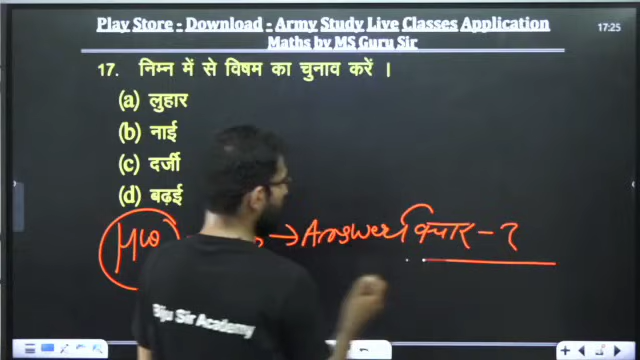 Play Store - Download - Army Study Live Classes Application
Maths by MS Guru Sir
17:25
17. निम्न में से विषम का चुनाव करें ।
(a) लुहार
(b) नाई
(c) दर्जी
(d) बढ़ई
HW → Answer
Biju Sir Academy